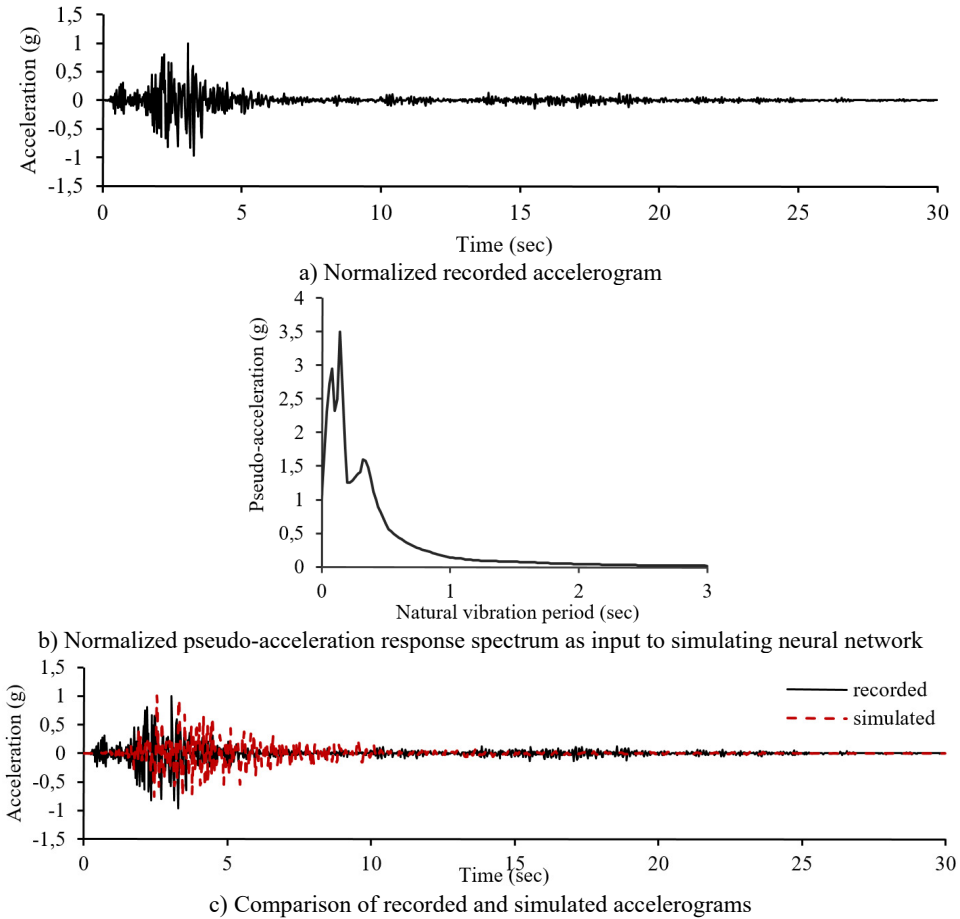 1,5
1
0,5
0
-0,5
-1
-1,5
Acceleration (g)
0 5 10 15 20 25 30
Time (sec)
a) Normalized recorded accelerogram
4
3,5
3
2,5
2
1,5
1
0,5
0
Pseudo-acceleration (g)
0 1 2 3
Natural vibration period (sec)
b) Normalized pseudo-acceleration response spectrum as input to simulating neural network
1,5
1
0,5
0
-0,5
-1
-1,5
Acceleration (g)
recorded
simulated
0 5 10 15 20 25 30
Time (sec)
c) Comparison of recorded and simulated accelerograms